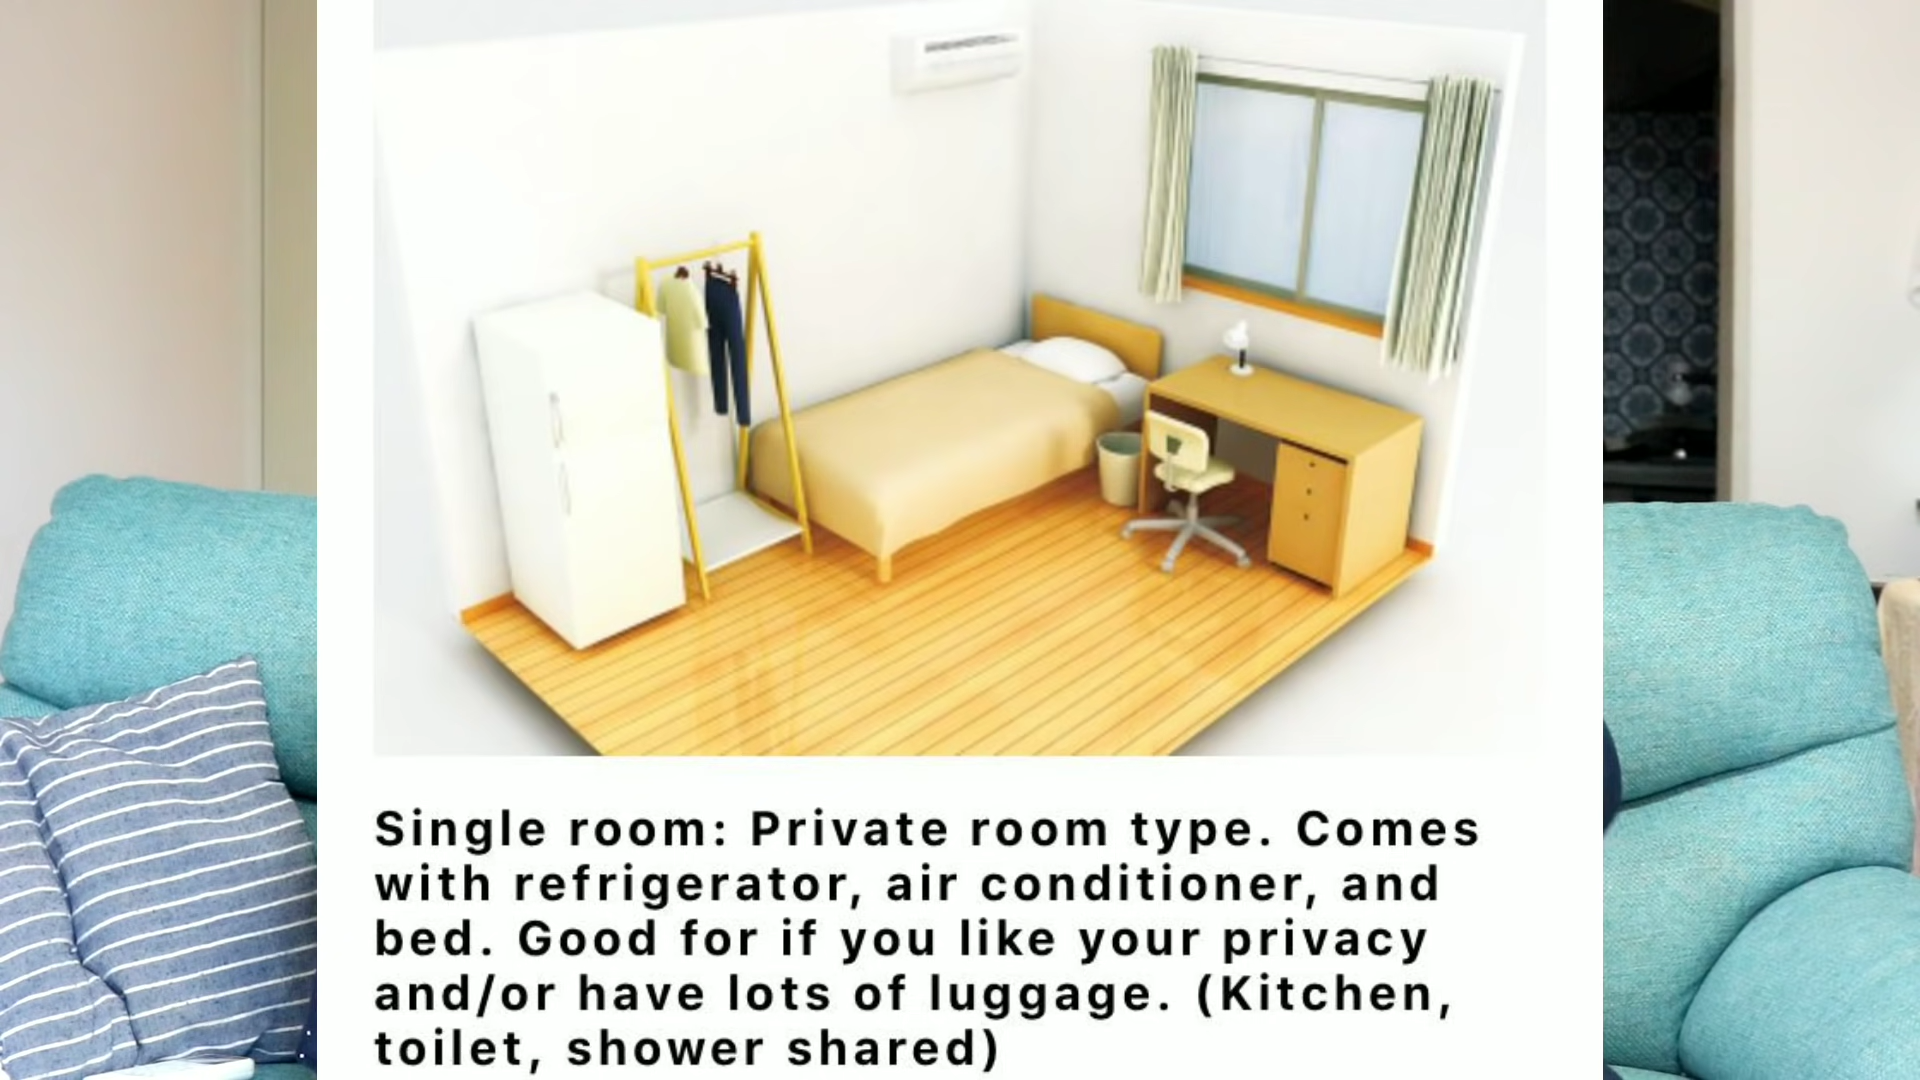 Single room: Private room type. Comes
with refrigerator, air conditioner, and
bed. Good for if you like your privacy
and/or have lots of luggage. (Kitchen,
toilet, shower shared)